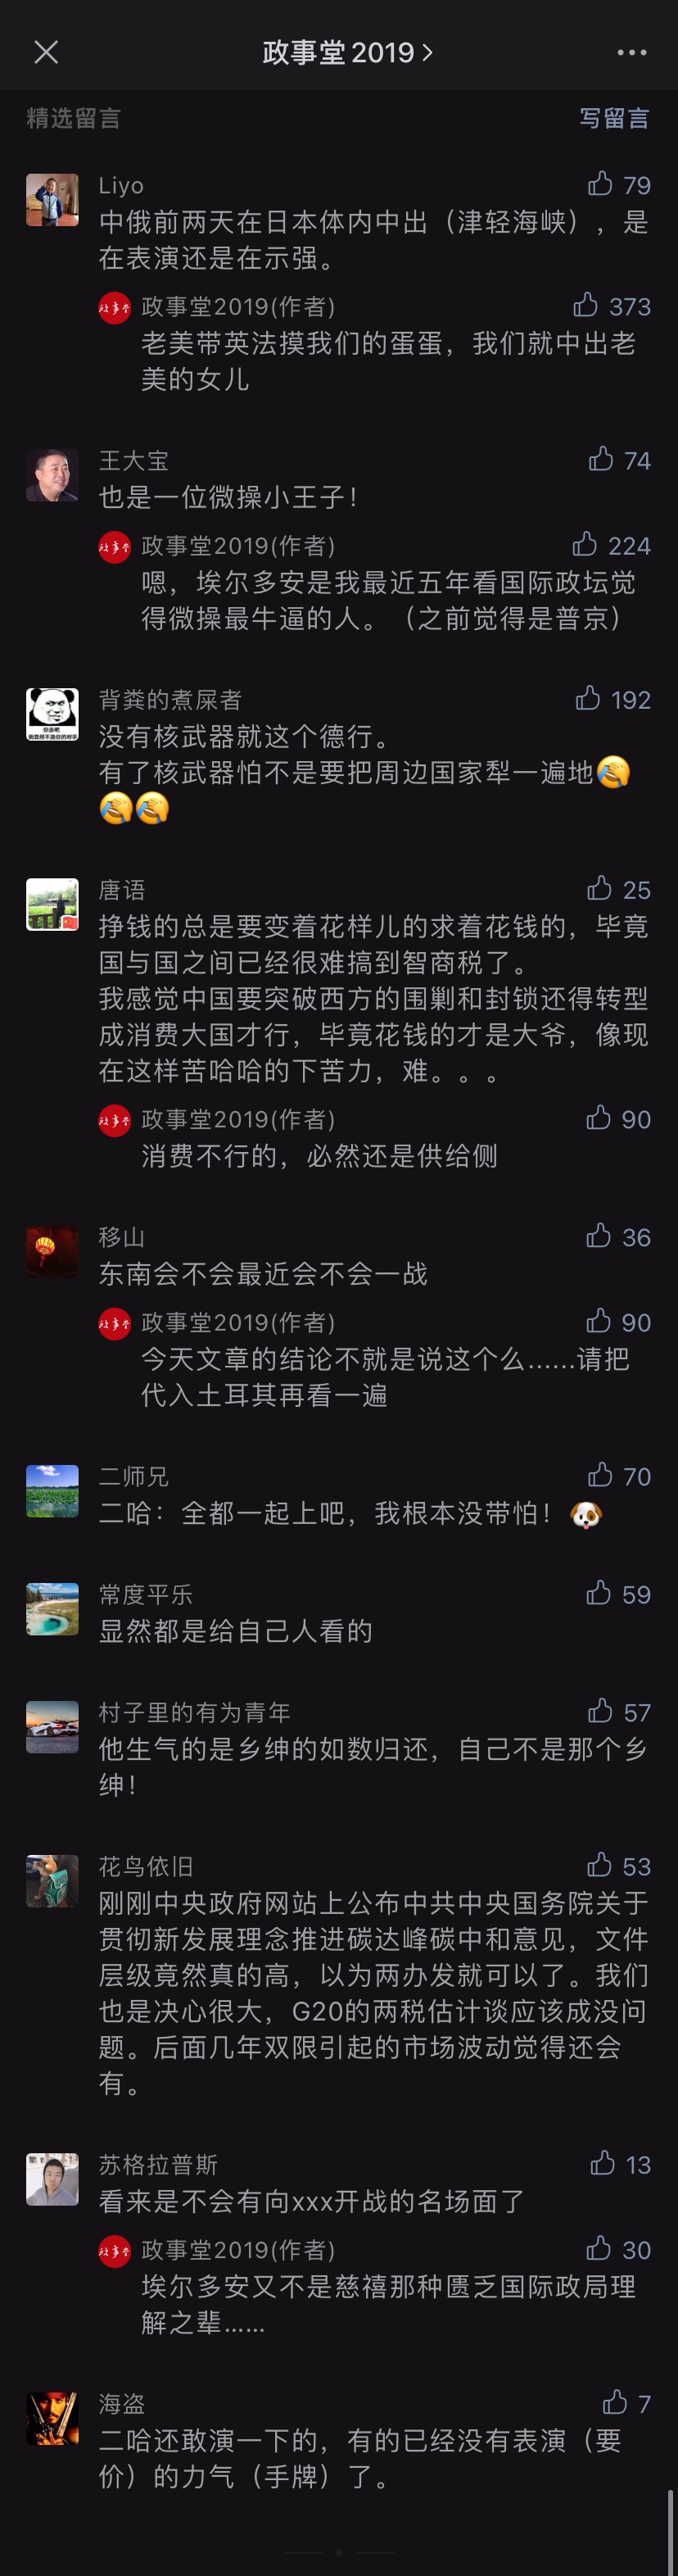 政事堂2019
精选留言
写留言
Liyo
79
中俄前两天在日本体内中出（津轻海峡），是
在表演还是在示强。
政事堂2019(作者)
373
老美带英法摸我们的蛋蛋，我们就中出老
美的女儿
王大宝
74
也是一位微操小王子！
政事堂2019(作者)
224
嗯，埃尔多安是我最近五年看国际政坛觉
得微操最牛逼的人。（之前觉得是普京）
背粪的煮屎者
192
没有核武器就这个德行。
有了核武器怕不是要把周边国家犁一遍地🤣
🤣🤣
唐语
25
挣钱的总是要变着花样儿的求着花钱的，毕竟
国与国之间已经很难搞到智商税了。
我感觉中国要突破西方的围剿和封锁还得转型
成消费大国才行，毕竟花钱的才是大爷，像现
在这样苦哈哈的下苦力，难。。。
政事堂2019(作者)
90
消费不行的，必然还是供给侧
移山
36
东南会不会最近会不会一战
政事堂2019(作者)
90
今天文章的结论不就是说这个么......请把
代入土耳其再看一遍
二师兄
70
二哈：全都一起上吧，我根本没带怕！🐶
常度平乐
59
显然都是给自己人看的
村子里的有为青年
57
他生气的是乡绅的如数归还，自己不是那个乡
绅！
花鸟依旧
53
刚刚中央政府网站上公布中共中央国务院关于
贯彻新发展理念推进碳达峰碳中和意见，文件
层级竟然真的高，以为两办发就可以了。我们
也是决心很大，G20的两税估计谈应该成没问
题。后面几年双限引起的市场波动觉得还会
有。
苏格拉普斯
13
看来是不会有向xxx开战的名场面了
政事堂2019(作者)
30
埃尔多安又不是慈禧那种匮乏国际政局理
解之辈......
海盗
7
二哈还敢演一下的，有的已经没有表演（要
价）的力气（手牌）了。